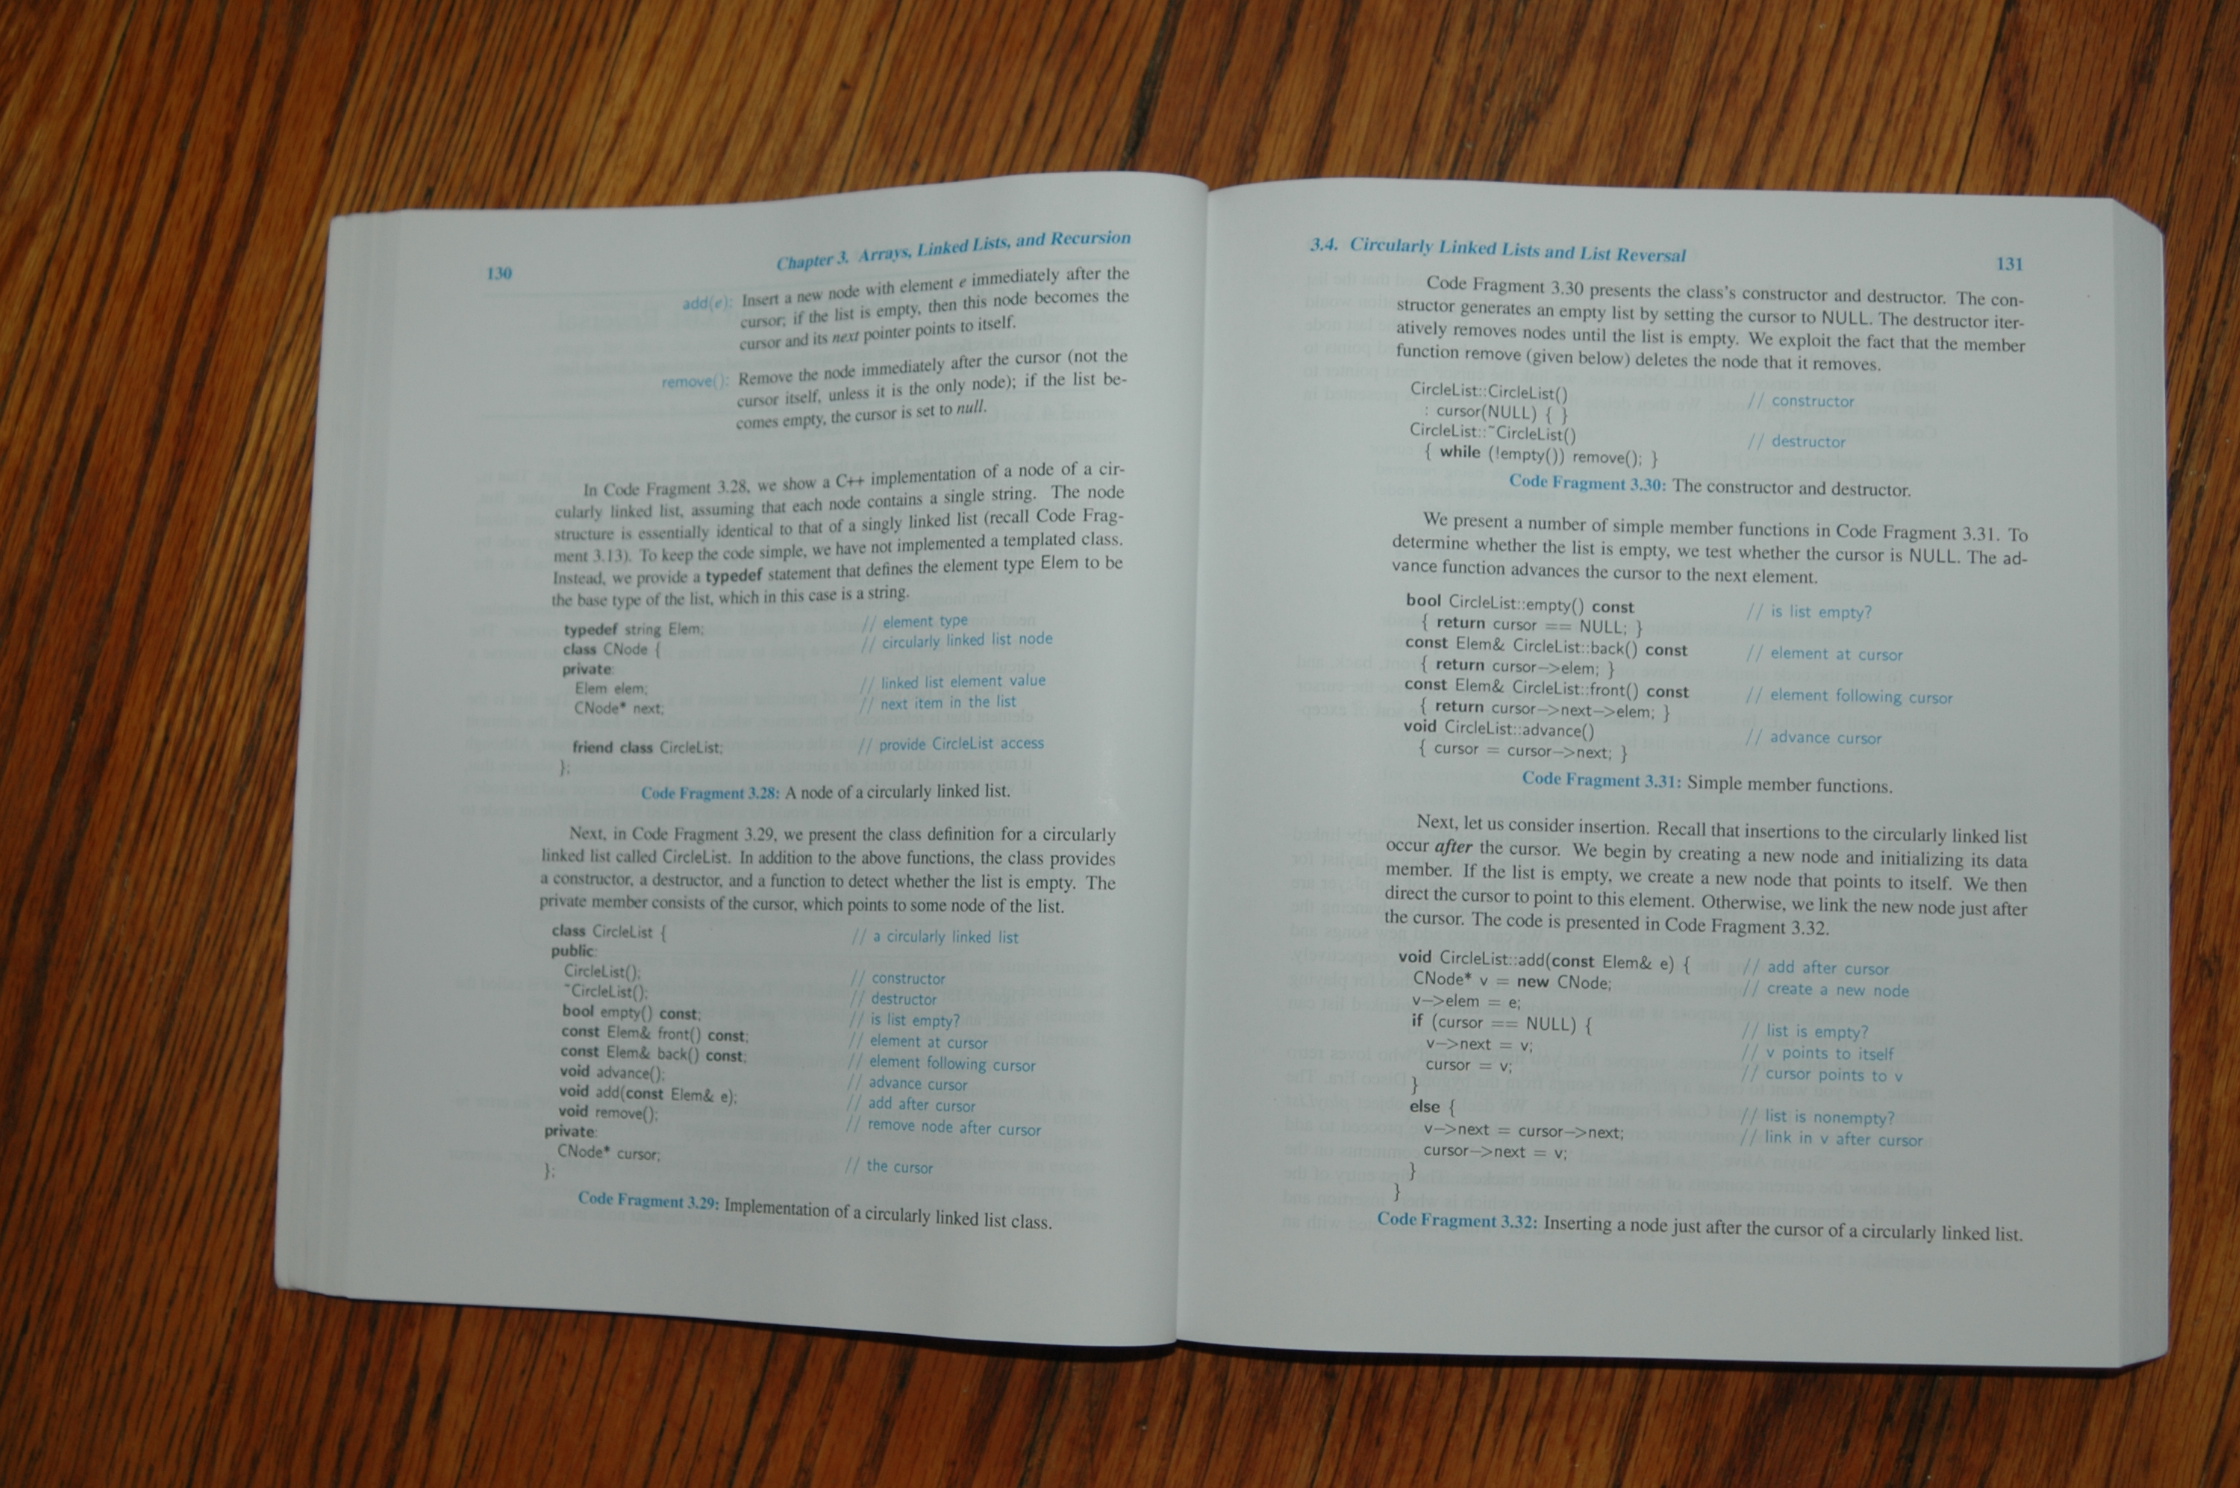 130
Chapter 3. Arrays, Linked Lists, and Recursion
add(e): Insert a new node with element e immediately after the
cursor; if the list is empty, then this node becomes the
cursor and its next pointer points to itself.
remove(): Remove the node immediately after the cursor (not the
cursor itself, unless it is the only node); if the list be-
comes empty, the cursor is set to null.
In Code Fragment 3.28, we show a C++ implementation of a node of a cir-
cularly linked list, assuming that each node contains a single string. The node
structure is essentially identical to that of a singly linked list (recall Code Frag-
ment 3.13). To keep the code simple, we have not implemented a templated class.
Instead, we provide a typedef statement that defines the element type Elem to be
the base type of the list, which in this case is a string.
typedef string Elem; // element type
class CNode { // circularly linked list node
private:
Elem elem; // linked list element value
CNode* next; // next item in the list
friend class CircleList; // provide CircleList access
};
Code Fragment 3.28: A node of a circularly linked list.
Next, in Code Fragment 3.29, we present the class definition for a circularly
linked list called CircleList. In addition to the above functions, the class provides
a constructor, a destructor, and a function to detect whether the list is empty. The
private member consists of the cursor, which points to some node of the list.
class CircleList { // a circularly linked list
public:
CircleList(); // constructor
~CircleList(); // destructor
bool empty() const; // is list empty?
const Elem& front() const; // element at cursor
const Elem& back() const; // element following cursor
void advance(); // advance cursor
void add(const Elem& e); // add after cursor
void remove(); // remove node after cursor
private:
CNode* cursor; // the cursor
};
Code Fragment 3.29: Implementation of a circularly linked list class.
3.4. Circularly Linked Lists and List Reversal
131
Code Fragment 3.30 presents the class's constructor and destructor. The con-
structor generates an empty list by setting the cursor to NULL. The destructor iter-
atively removes nodes until the list is empty. We exploit the fact that the member
function remove (given below) deletes the node that it removes.
CircleList::CircleList() // constructor
: cursor(NULL) { }
CircleList::~CircleList() // destructor
{ while (!empty()) remove(); }
Code Fragment 3.30: The constructor and destructor.
We present a number of simple member functions in Code Fragment 3.31. To
determine whether the list is empty, we test whether the cursor is NULL. The ad-
vance function advances the cursor to the next element.
bool CircleList::empty() const // is list empty?
{ return cursor == NULL; }
const Elem& CircleList::back() const // element at cursor
{ return cursor->elem; }
const Elem& CircleList::front() const // element following cursor
{ return cursor->next->elem; }
void CircleList::advance() // advance cursor
{ cursor = cursor->next; }
Code Fragment 3.31: Simple member functions.
Next, let us consider insertion. Recall that insertions to the circularly linked list
occur after the cursor. We begin by creating a new node and initializing its data
member. If the list is empty, we create a new node that points to itself. We then
direct the cursor to point to this element. Otherwise, we link the new node just after
the cursor. The code is presented in Code Fragment 3.32.
void CircleList::add(const Elem& e) { // add after cursor
CNode* v = new CNode; // create a new node
v->elem = e;
if (cursor == NULL) { // list is empty?
v->next = v; // v points to itself
cursor = v; // cursor points to v
}
else { // list is nonempty?
v->next = cursor->next; // link in v after cursor
cursor->next = v;
}
}
Code Fragment 3.32: Inserting a node just after the cursor of a circularly linked list.